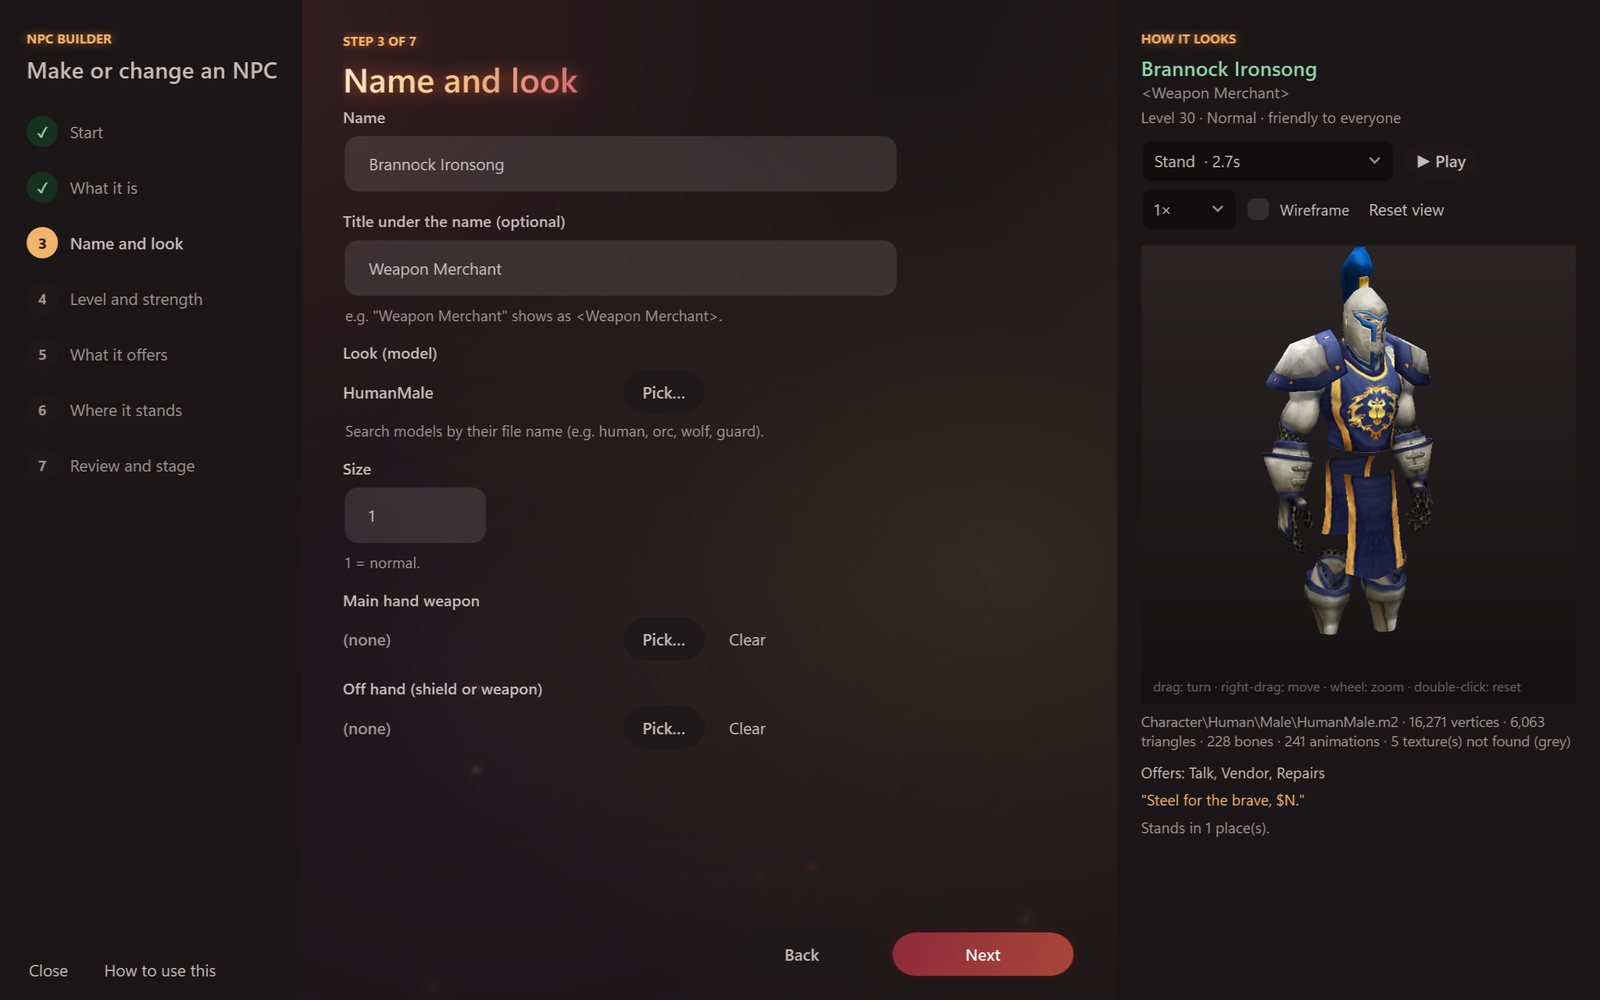 NPC BUILDER
Make or change an NPC
✓ Start
✓ What it is
3 Name and look
4 Level and strength
5 What it offers
6 Where it stands
7 Review and stage
Close
How to use this
STEP 3 OF 7
Name and look
Name
Brannock Ironsong
Title under the name (optional)
Weapon Merchant
e.g. "Weapon Merchant" shows as <Weapon Merchant>.
Look (model)
HumanMale
Pick...
Search models by their file name (e.g. human, orc, wolf, guard).
Size
1
1 = normal.
Main hand weapon
(none)
Pick...
Clear
Off hand (shield or weapon)
(none)
Pick...
Clear
Back
Next
HOW IT LOOKS
Brannock Ironsong
<Weapon Merchant>
Level 30 · Normal · friendly to everyone
Stand · 2.7s
▶ Play
1×
Wireframe
Reset view
drag: turn · right-drag: move · wheel: zoom · double-click: reset
Character\Human\Male\HumanMale.m2 · 16,271 vertices · 6,063
triangles · 228 bones · 241 animations · 5 texture(s) not found (grey)
Offers: Talk, Vendor, Repairs
"Steel for the brave, $N."
Stands in 1 place(s).